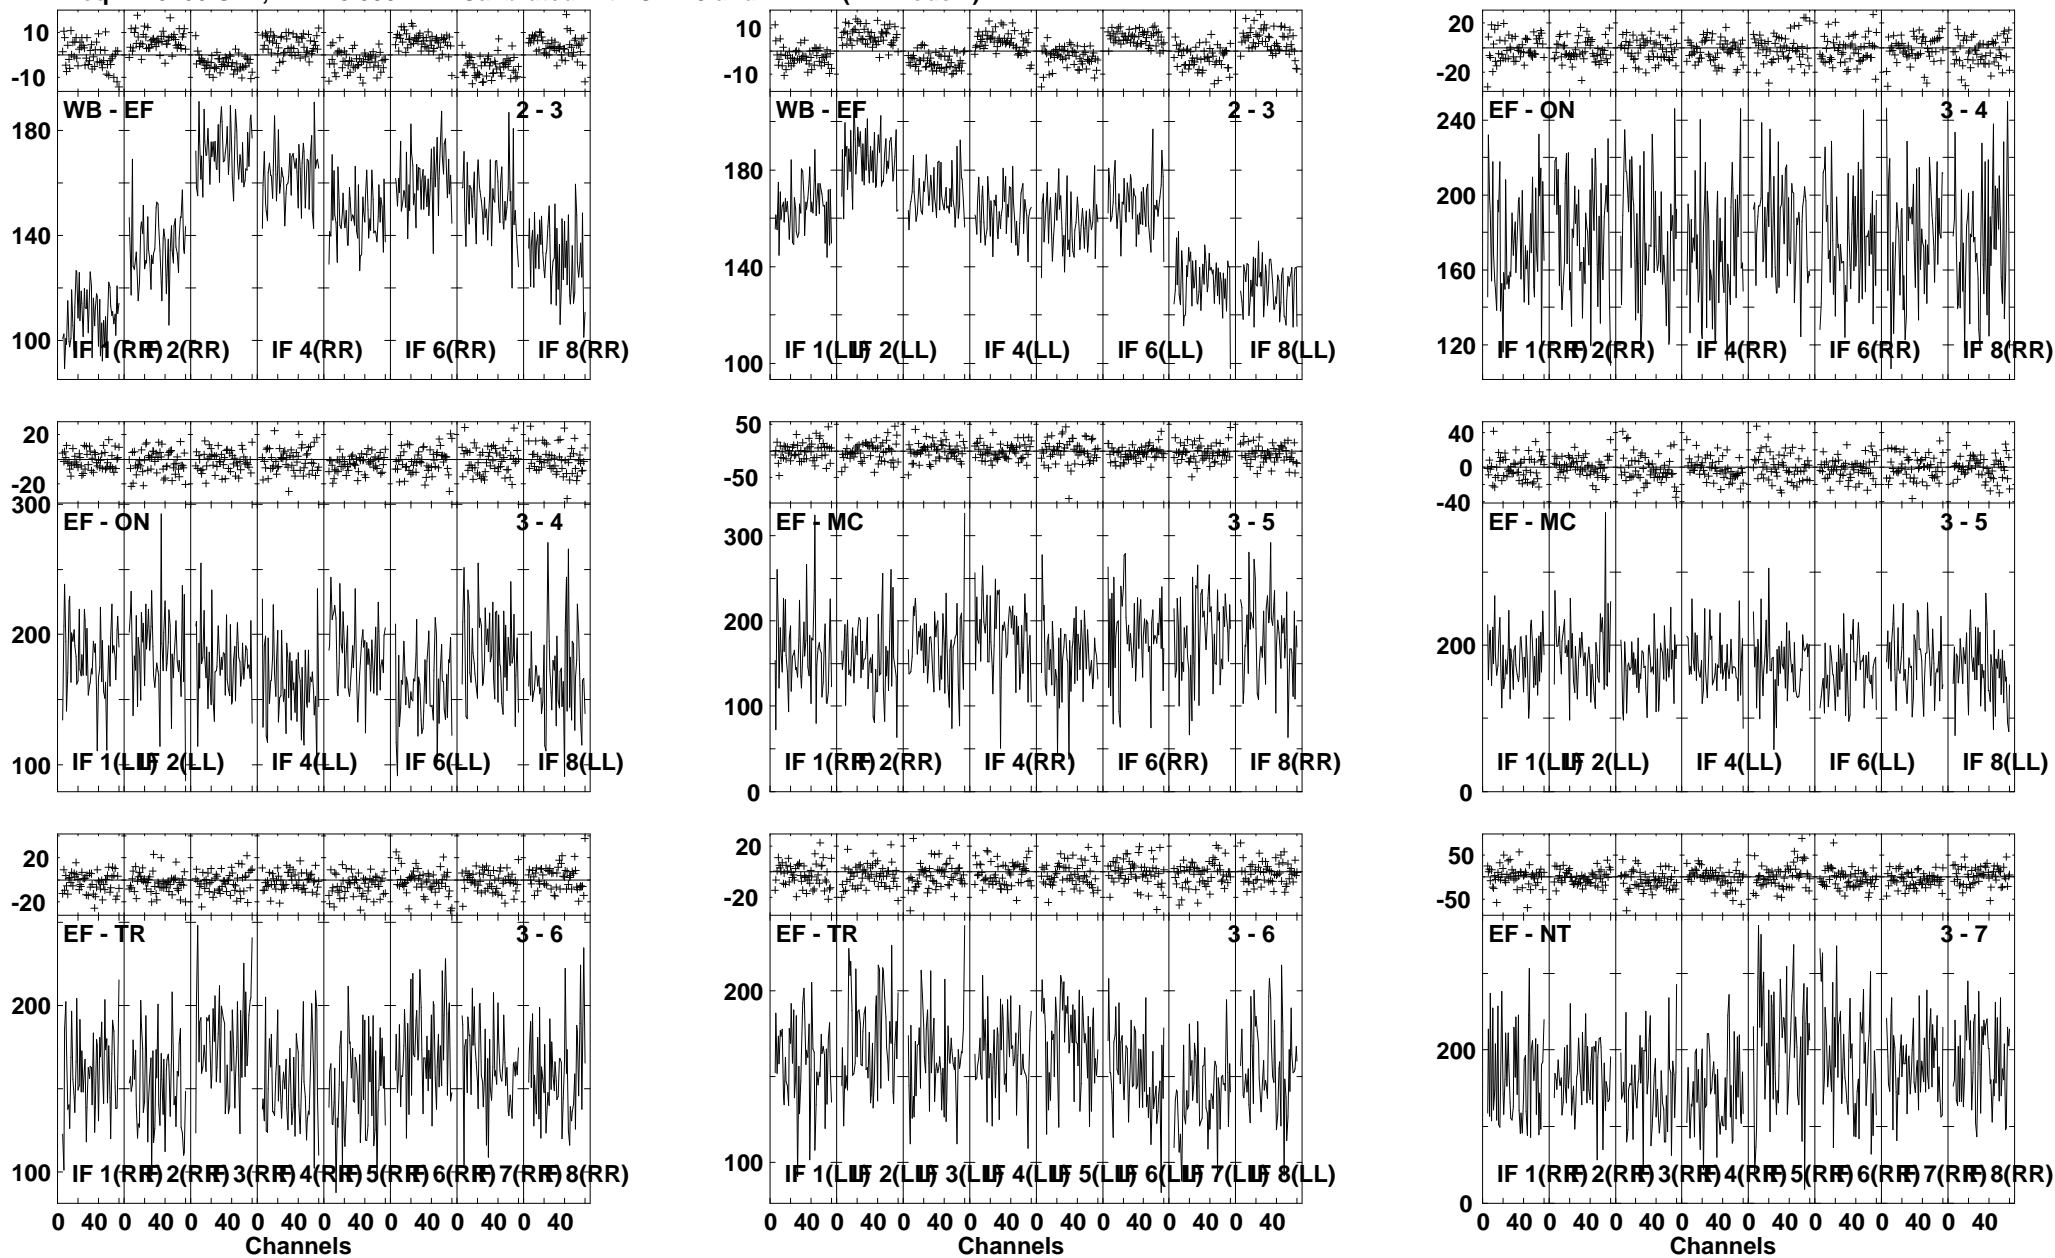 10
-10
WB - EF 2 - 3
180
140
100
IF 1(RR) IF 2(RR) IF 4(RR) IF 6(RR) IF 8(RR)
10
-10
WB - EF 2 - 3
180
140
100
IF 1(LL) IF 2(LL) IF 4(LL) IF 6(LL) IF 8(LL)
20
-20
EF - ON 3 - 4
240
200
160
120
IF 1(RR) IF 2(RR) IF 4(RR) IF 6(RR) IF 8(RR)
20
-20
300
EF - ON 3 - 4
200
100
IF 1(LL) IF 2(LL) IF 4(LL) IF 6(LL) IF 8(LL)
50
-50
EF - MC 3 - 5
300
200
100
0
IF 1(RR) IF 2(RR) IF 4(RR) IF 6(RR) IF 8(RR)
40
0
-40
EF - MC 3 - 5
200
0
IF 1(LL) IF 2(LL) IF 4(LL) IF 6(LL) IF 8(LL)
20
-20
EF - TR 3 - 6
200
100
IF 1(RR) IF 2(RR) IF 3(RR) IF 4(RR) IF 5(RR) IF 6(RR) IF 7(RR) IF 8(RR)
0 40 0 40 0 40 0 40 0 40 0 40 0 40 0 40
Channels
20
-20
EF - TR 3 - 6
200
100
IF 1(LL) IF 2(LL) IF 3(LL) IF 4(LL) IF 5(LL) IF 6(LL) IF 7(LL) IF 8(LL)
0 40 0 40 0 40 0 40 0 40 0 40 0 40 0 40
Channels
50
-50
EF - NT 3 - 7
200
0
IF 1(RR) IF 2(RR) IF 3(RR) IF 4(RR) IF 5(RR) IF 6(RR) IF 7(RR) IF 8(RR)
0 40 0 40 0 40 0 40 0 40 0 40 0 40 0 40
Channels